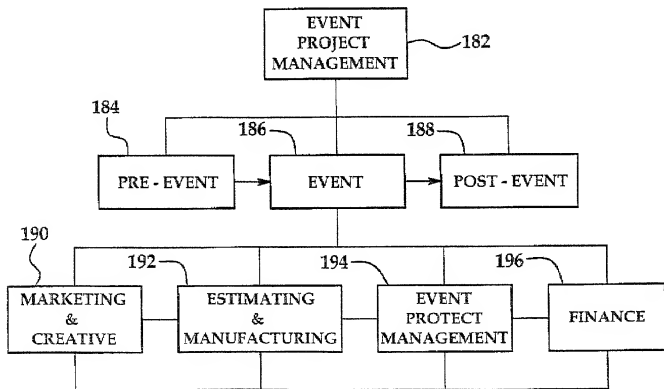 EVENT
PROJECT
MANAGEMENT
182
184
186
188
PRE - EVENT
EVENT
POST - EVENT
190
192
194
196
MARKETING
&
CREATIVE
ESTIMATING
&
MANUFACTURING
EVENT
PROTECT
MANAGEMENT
FINANCE